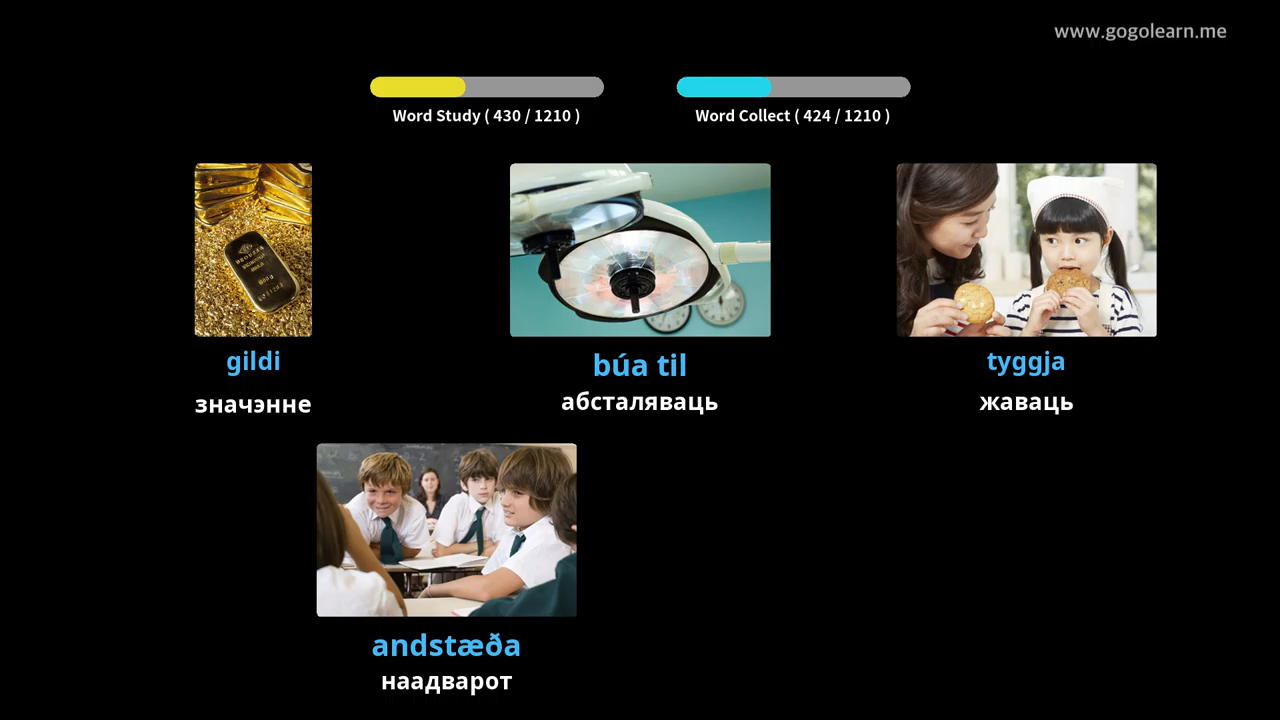 www.gogolearn.me
Word Study ( 430 / 1210 )
Word Collect ( 424 / 1210 )
gildi
búa til
tyggja
значэнне
абсталяваць
жаваць
andstæða
наадварот